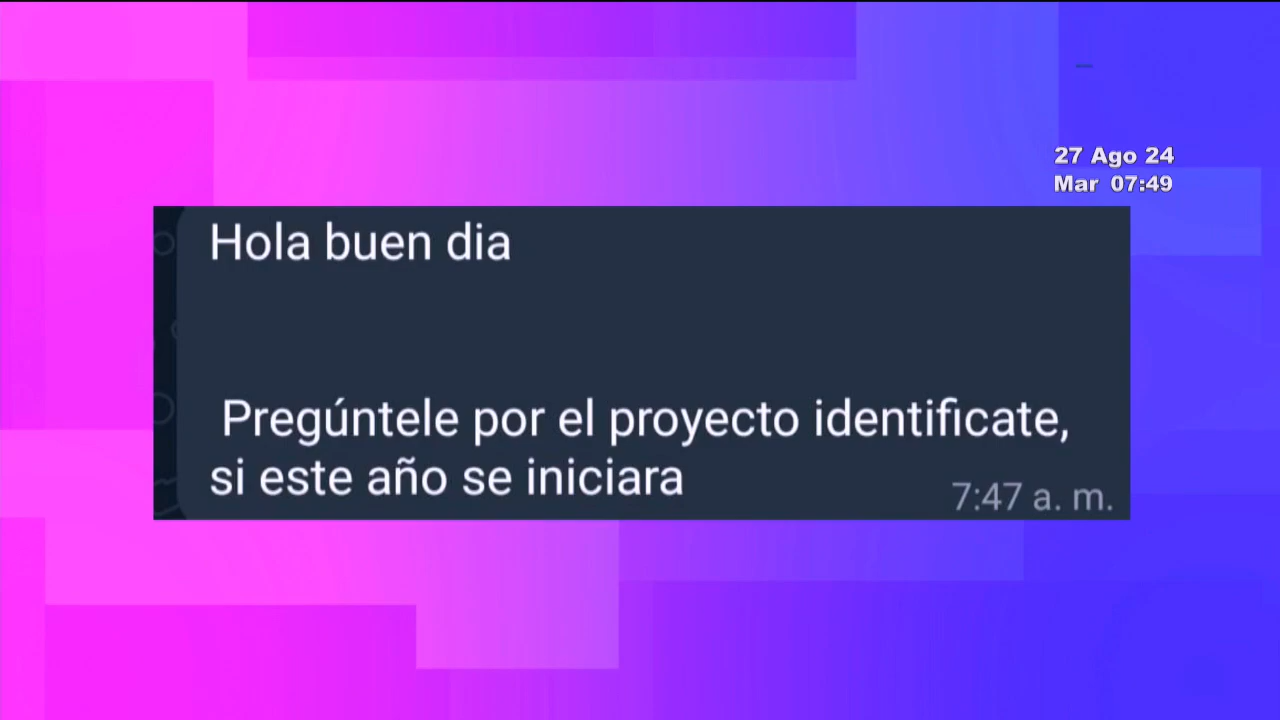 27 Ago 24
Mar 07:49
Hola buen dia
Pregúntele por el proyecto identificate,
si este año se iniciara
7:47 a. m.